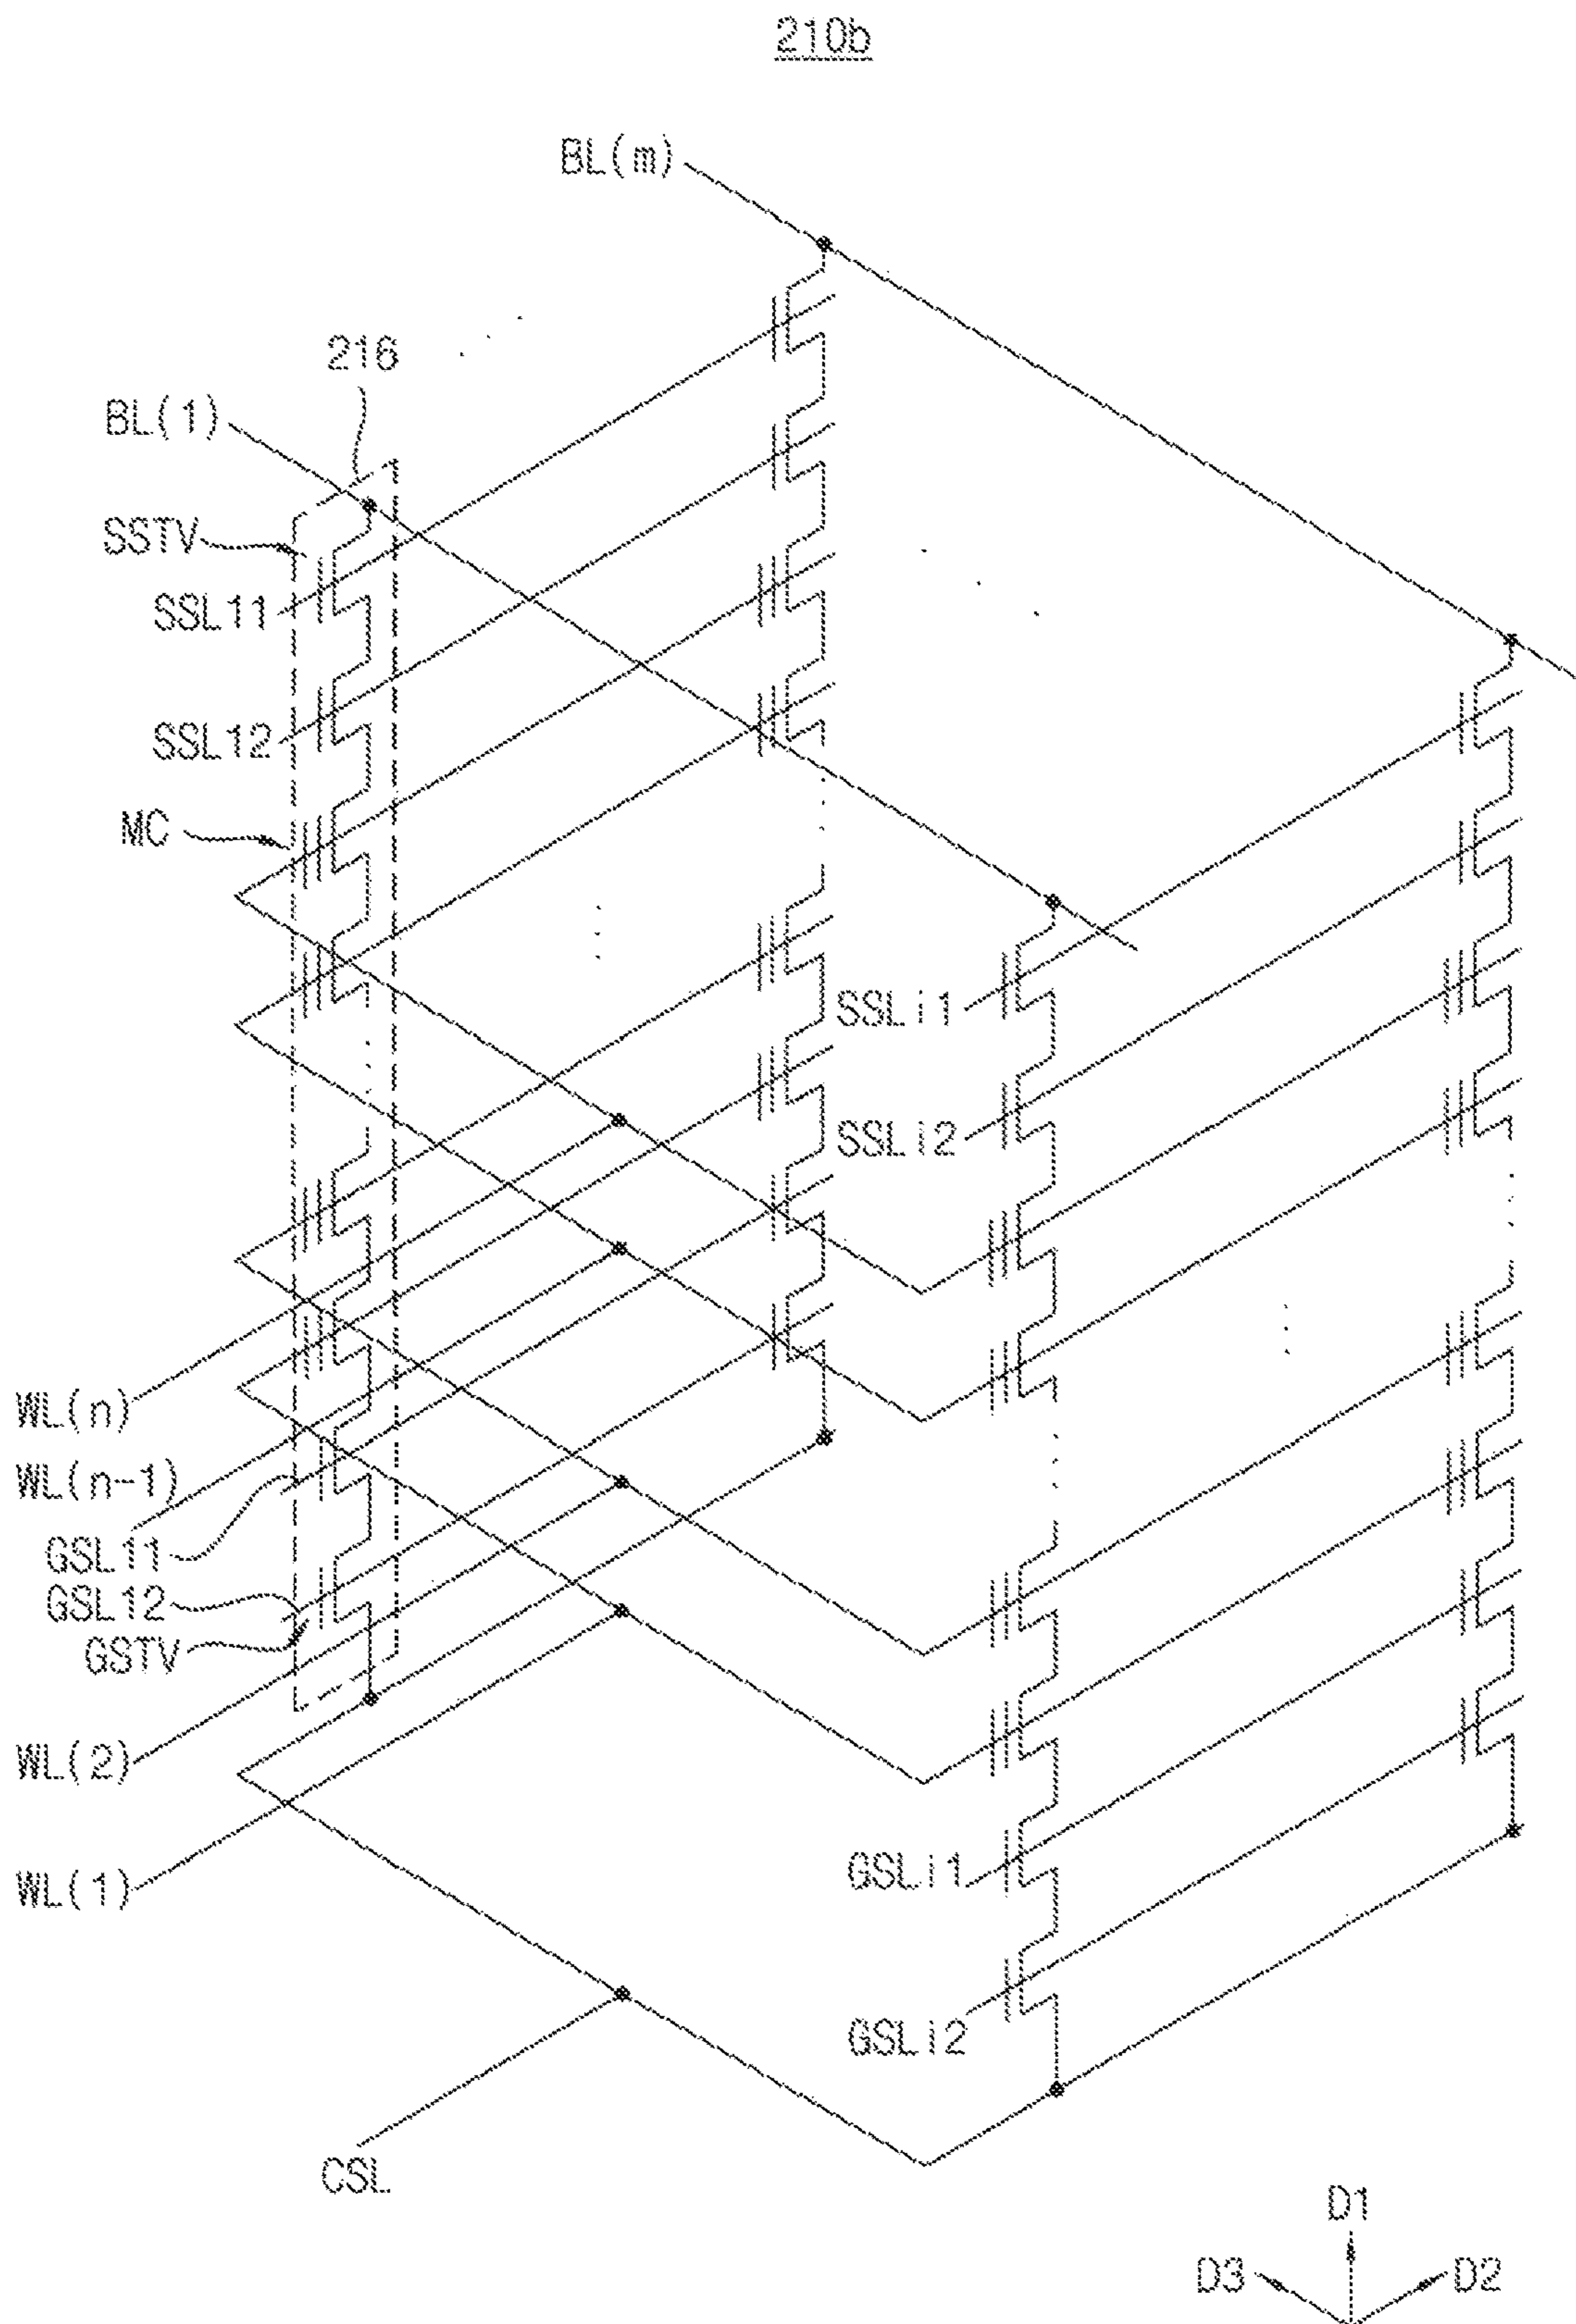 210b
BL(m)
216
BL(1)
SSTV
SSL11
SSL12
MC
SSLi1
SSLi2
WL(n)
WL(n-1)
GSL11
GSL12
GSTV
WL(2)
WL(1)
GSLi1
GSLi2
CSL
D1
D3
D2